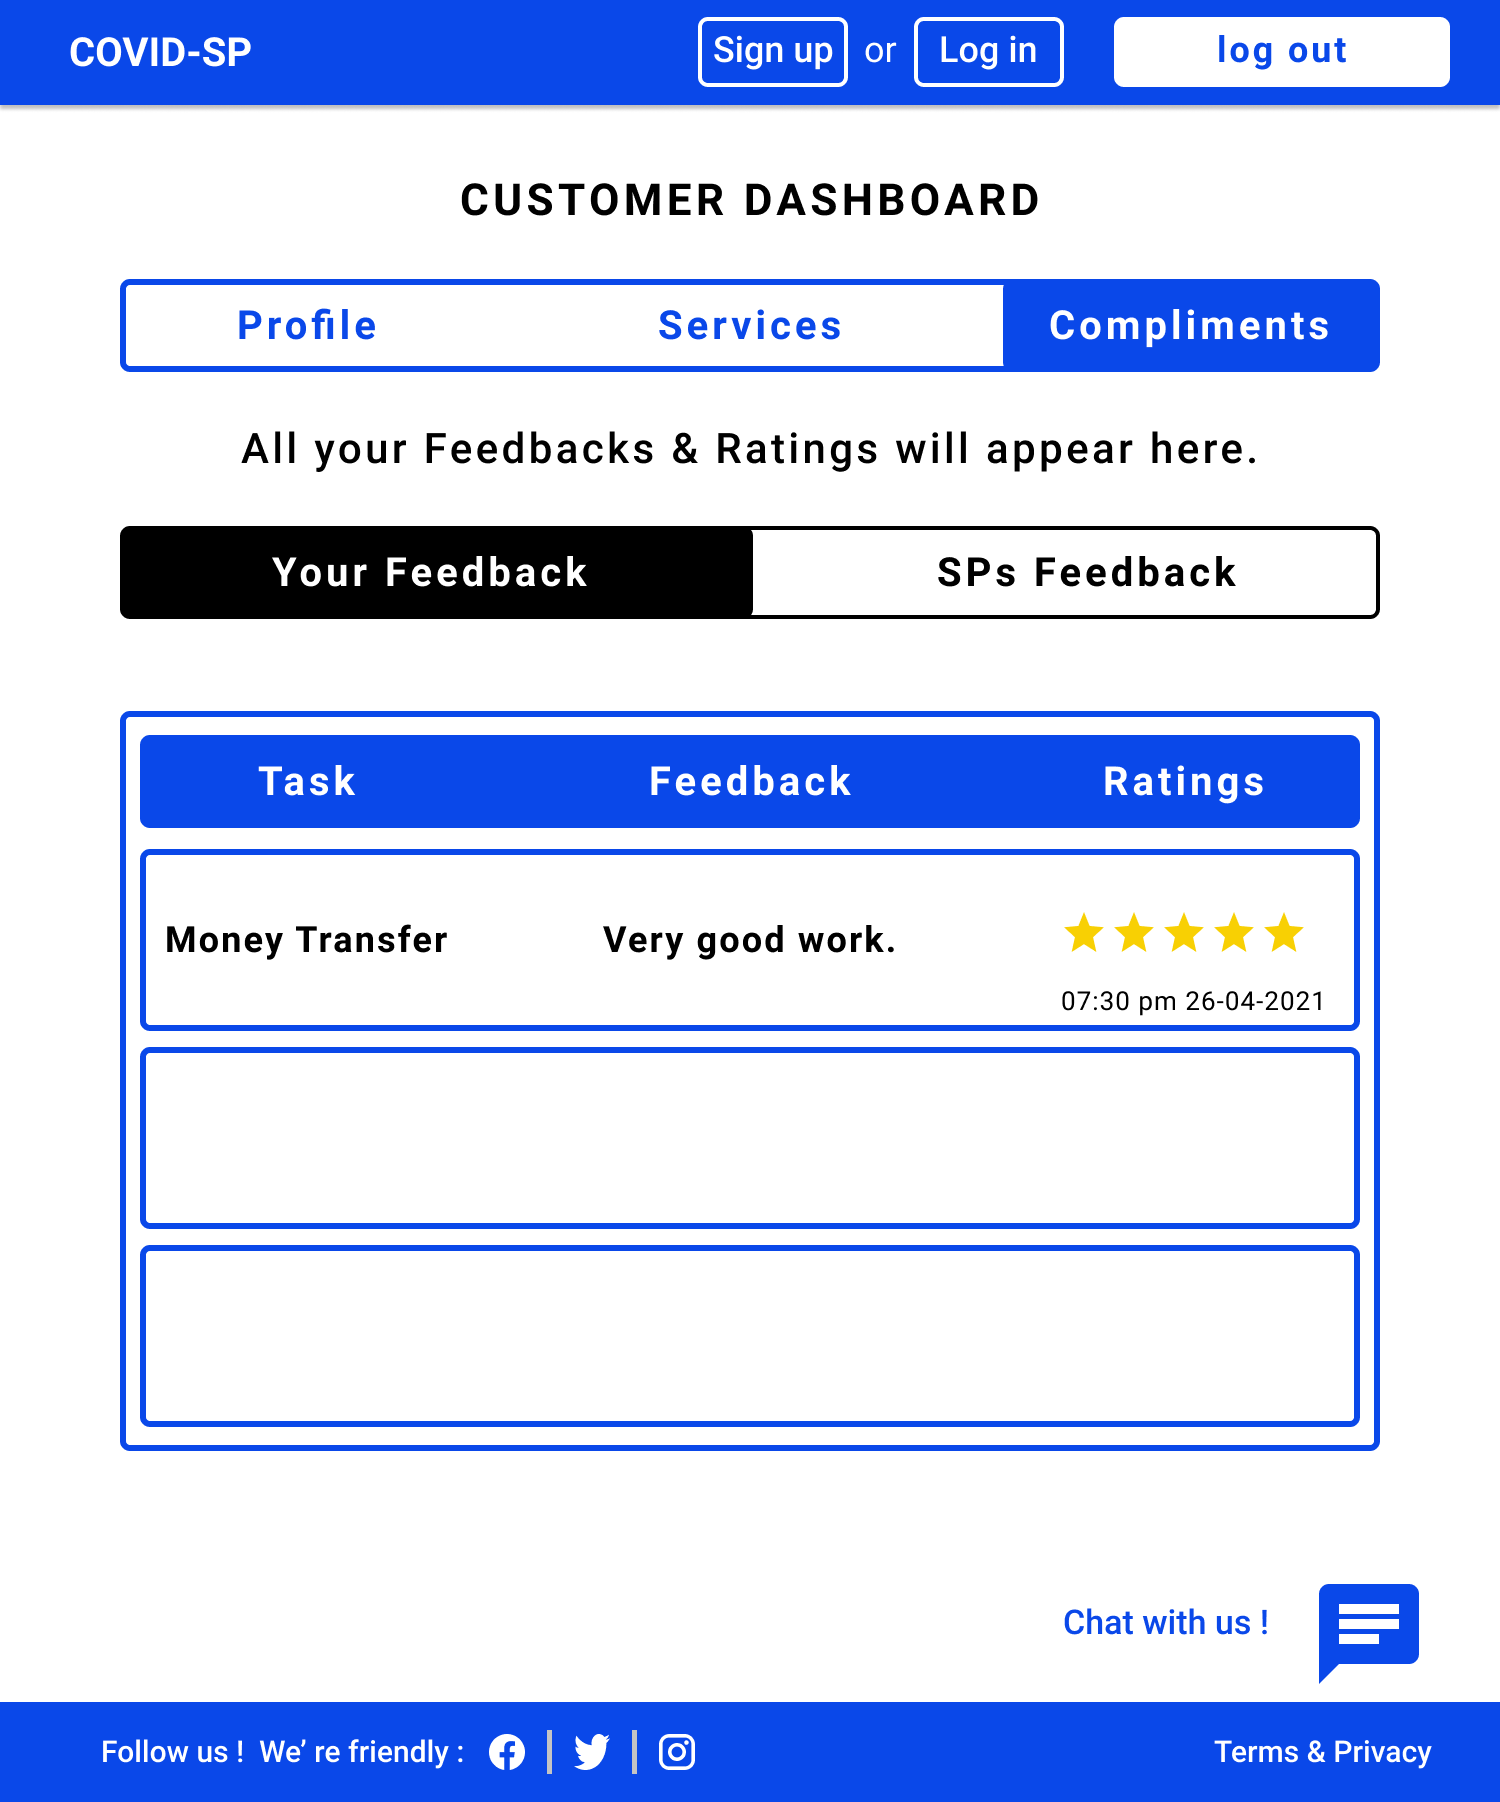 COVID-SP
Sign up or Log in log out
CUSTOMER DASHBOARD
Profile Services Compliments
All your Feedbacks & Ratings will appear here.
Your Feedback SPs Feedback
Task Feedback Ratings
Money Transfer Very good work.
07:30 pm 26-04-2021
Chat with us !
Follow us ! We’ re friendly : Terms & Privacy